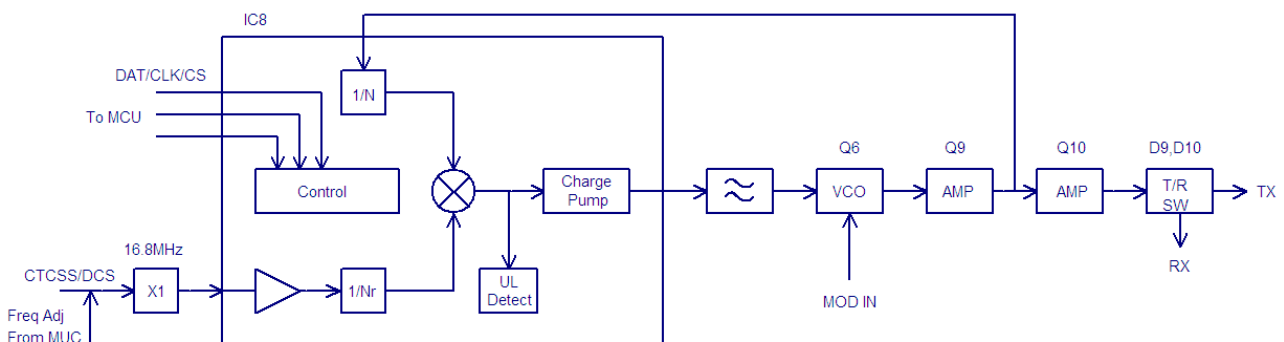 IC8
DAT/CLK/CS
To MCU
1/N
Control
Charge
Pump
Q6
VCO
Q9
AMP
Q10
AMP
D9,D10
T/R
SW
TX
RX
16.8MHz
CTCSS/DCS
X1
1/Nr
UL
Detect
MOD IN
Freq Adj
From MUC